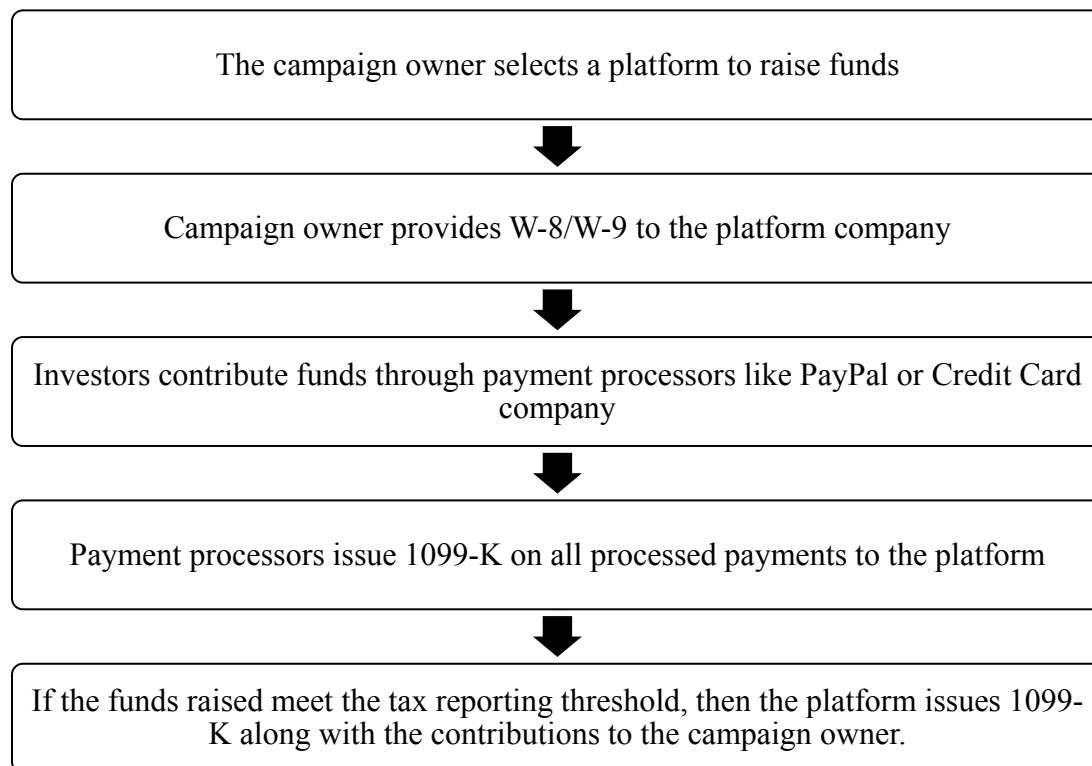 The campaign owner selects a platform to raise funds
Campaign owner provides W-8/W-9 to the platform company
Investors contribute funds through payment processors like PayPal or Credit Card
company
Payment processors issue 1099-K on all processed payments to the platform
If the funds raised meet the tax reporting threshold, then the platform issues 1099-
K along with the contributions to the campaign owner.